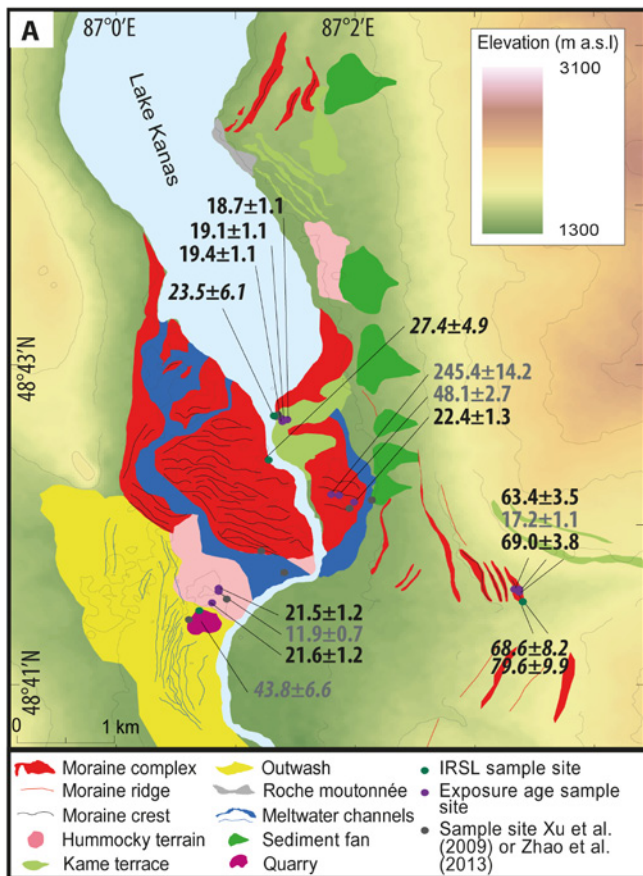 A
87°0'E
87°2'E
Elevation (m a.s.l)
3100
1300
Lake Kanas
18.7±1.1
19.1±1.1
19.4±1.1
23.5±6.1
27.4±4.9
48°43'N
245.4±14.2
48.1±2.7
22.4±1.3
63.4±3.5
17.2±1.1
69.0±3.8
21.5±1.2
11.9±0.7
21.6±1.2
68.6±8.2
79.6±9.9
43.8±6.6
48°41'N
0 1 km
Moraine complex
Moraine ridge
Moraine crest
Hummocky terrain
Kame terrace
Outwash
Roche moutonnée
Meltwater channels
Sediment fan
Quarry
IRSL sample site
Exposure age sample
site
Sample site Xu et al.
(2009) or Zhao et al.
(2013)